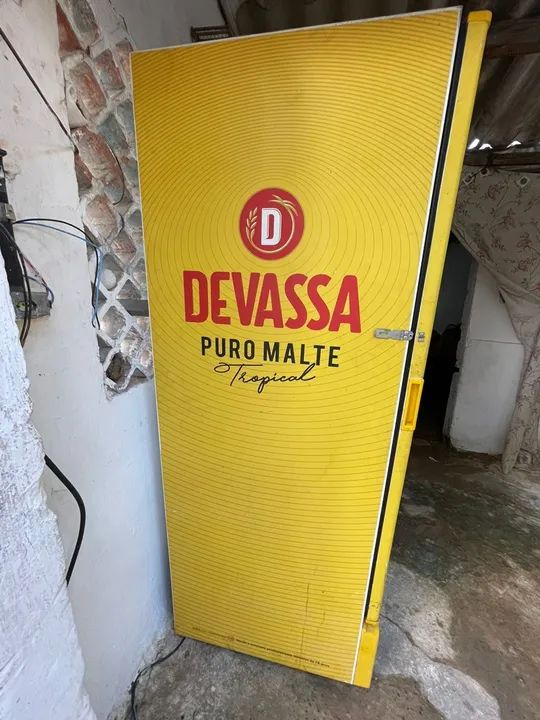 D
DEVASSA
PURO MALTE
Tropical